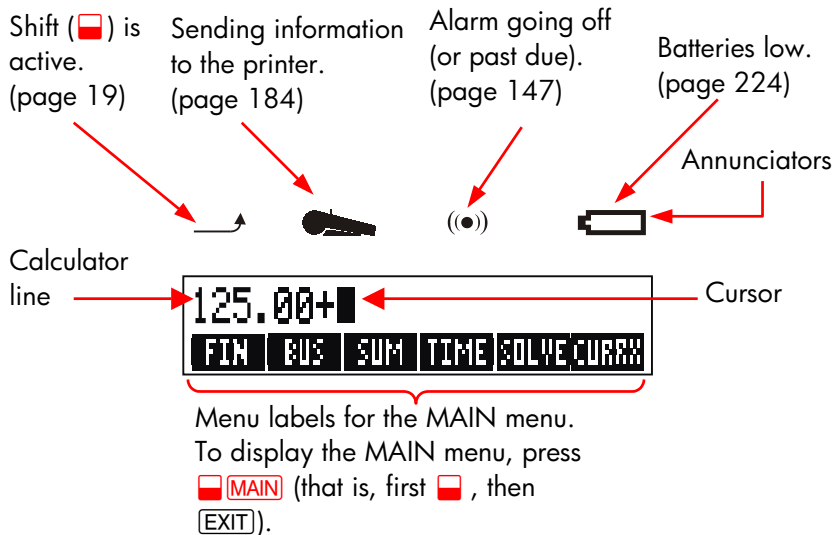 Shift ( ) is
active.
(page 19)
Sending information
to the printer.
(page 184)
Alarm going off
(or past due).
(page 147)
Batteries low.
(page 224)
Annunciators
Calculator
line
125.00+
Cursor
FIN BUS SUM TIME SOLVE CURRX
Menu labels for the MAIN menu.
To display the MAIN menu, press
MAIN (that is, first , then
EXIT).